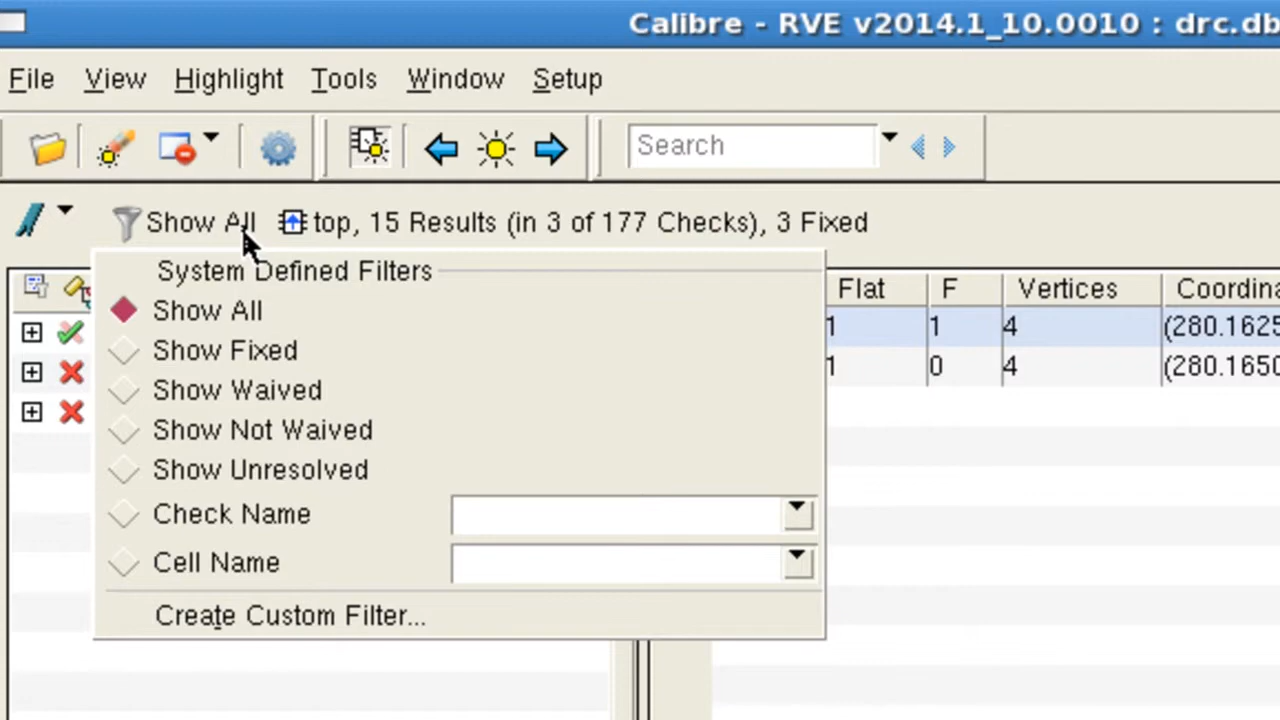 Calibre - RVE v2014.1_10.0010 : drc.db
File View Highlight Tools Window Setup
Search
Show All top, 15 Results (in 3 of 177 Checks), 3 Fixed
System Defined Filters
Show All
Show Fixed
Show Waived
Show Not Waived
Show Unresolved
Check Name
Cell Name
Create Custom Filter...
Flat F Vertices Coordina
1 1 4 (280.1625
1 0 4 (280.1650